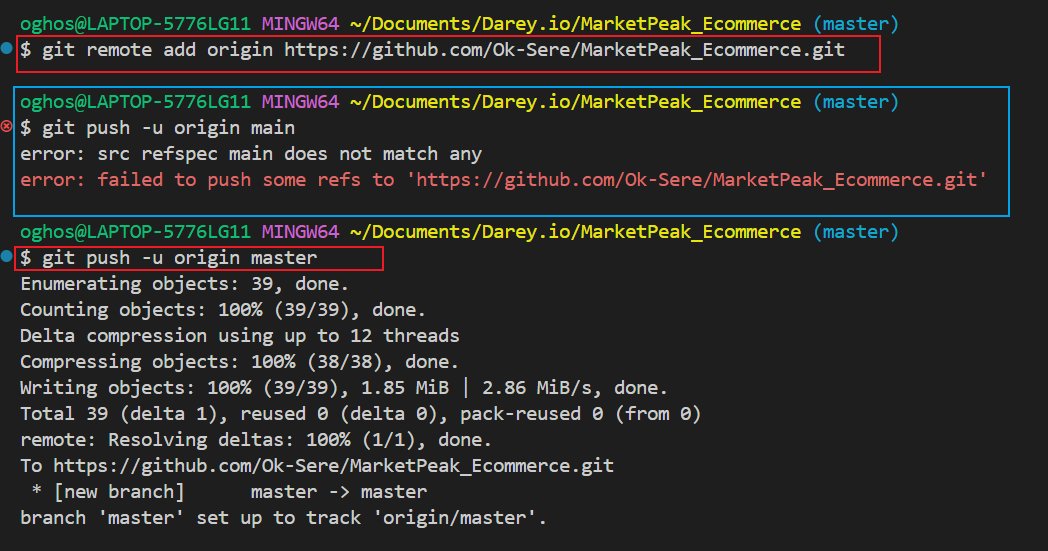 oghos@LAPTOP-5776LG11 MINGW64 ~/Documents/Darey.io/MarketPeak_Ecommerce (master)
$ git remote add origin https://github.com/Ok-Sere/MarketPeak_Ecommerce.git
oghos@LAPTOP-5776LG11 MINGW64 ~/Documents/Darey.io/MarketPeak_Ecommerce (master)
$ git push -u origin main
error: src refspec main does not match any
error: failed to push some refs to 'https://github.com/Ok-Sere/MarketPeak_Ecommerce.git'
oghos@LAPTOP-5776LG11 MINGW64 ~/Documents/Darey.io/MarketPeak_Ecommerce (master)
$ git push -u origin master
Enumerating objects: 39, done.
Counting objects: 100% (39/39), done.
Delta compression using up to 12 threads
Compressing objects: 100% (38/38), done.
Writing objects: 100% (39/39), 1.85 MiB | 2.86 MiB/s, done.
Total 39 (delta 1), reused 0 (delta 0), pack-reused 0 (from 0)
remote: Resolving deltas: 100% (1/1), done.
To https://github.com/Ok-Sere/MarketPeak_Ecommerce.git
 * [new branch]      master -> master
branch 'master' set up to track 'origin/master'.